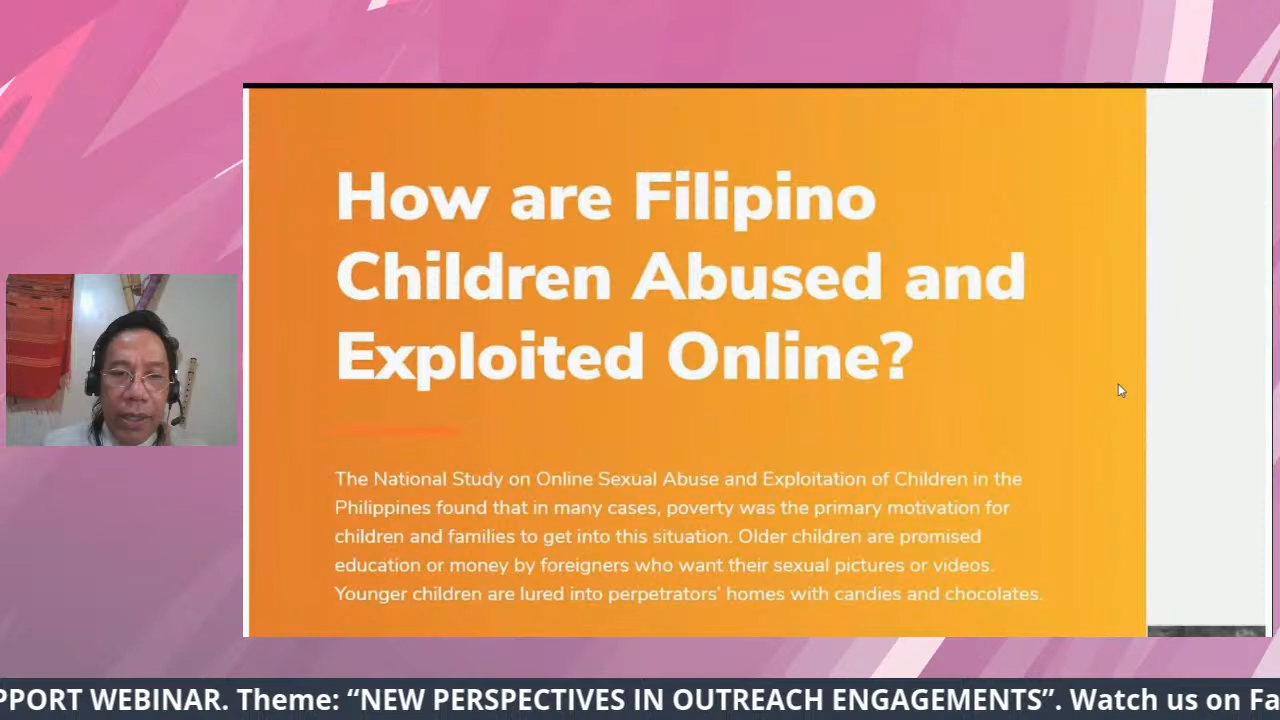 How are Filipino
Children Abused and
Exploited Online?
The National Study on Online Sexual Abuse and Exploitation of Children in the
Philippines found that in many cases, poverty was the primary motivation for
children and families to get into this situation. Older children are promised
education or money by foreigners who want their sexual pictures or videos.
Younger children are lured into perpetrators' homes with candies and chocolates.
PPORT WEBINAR. Theme: “NEW PERSPECTIVES IN OUTREACH ENGAGEMENTS”. Watch us on Fa